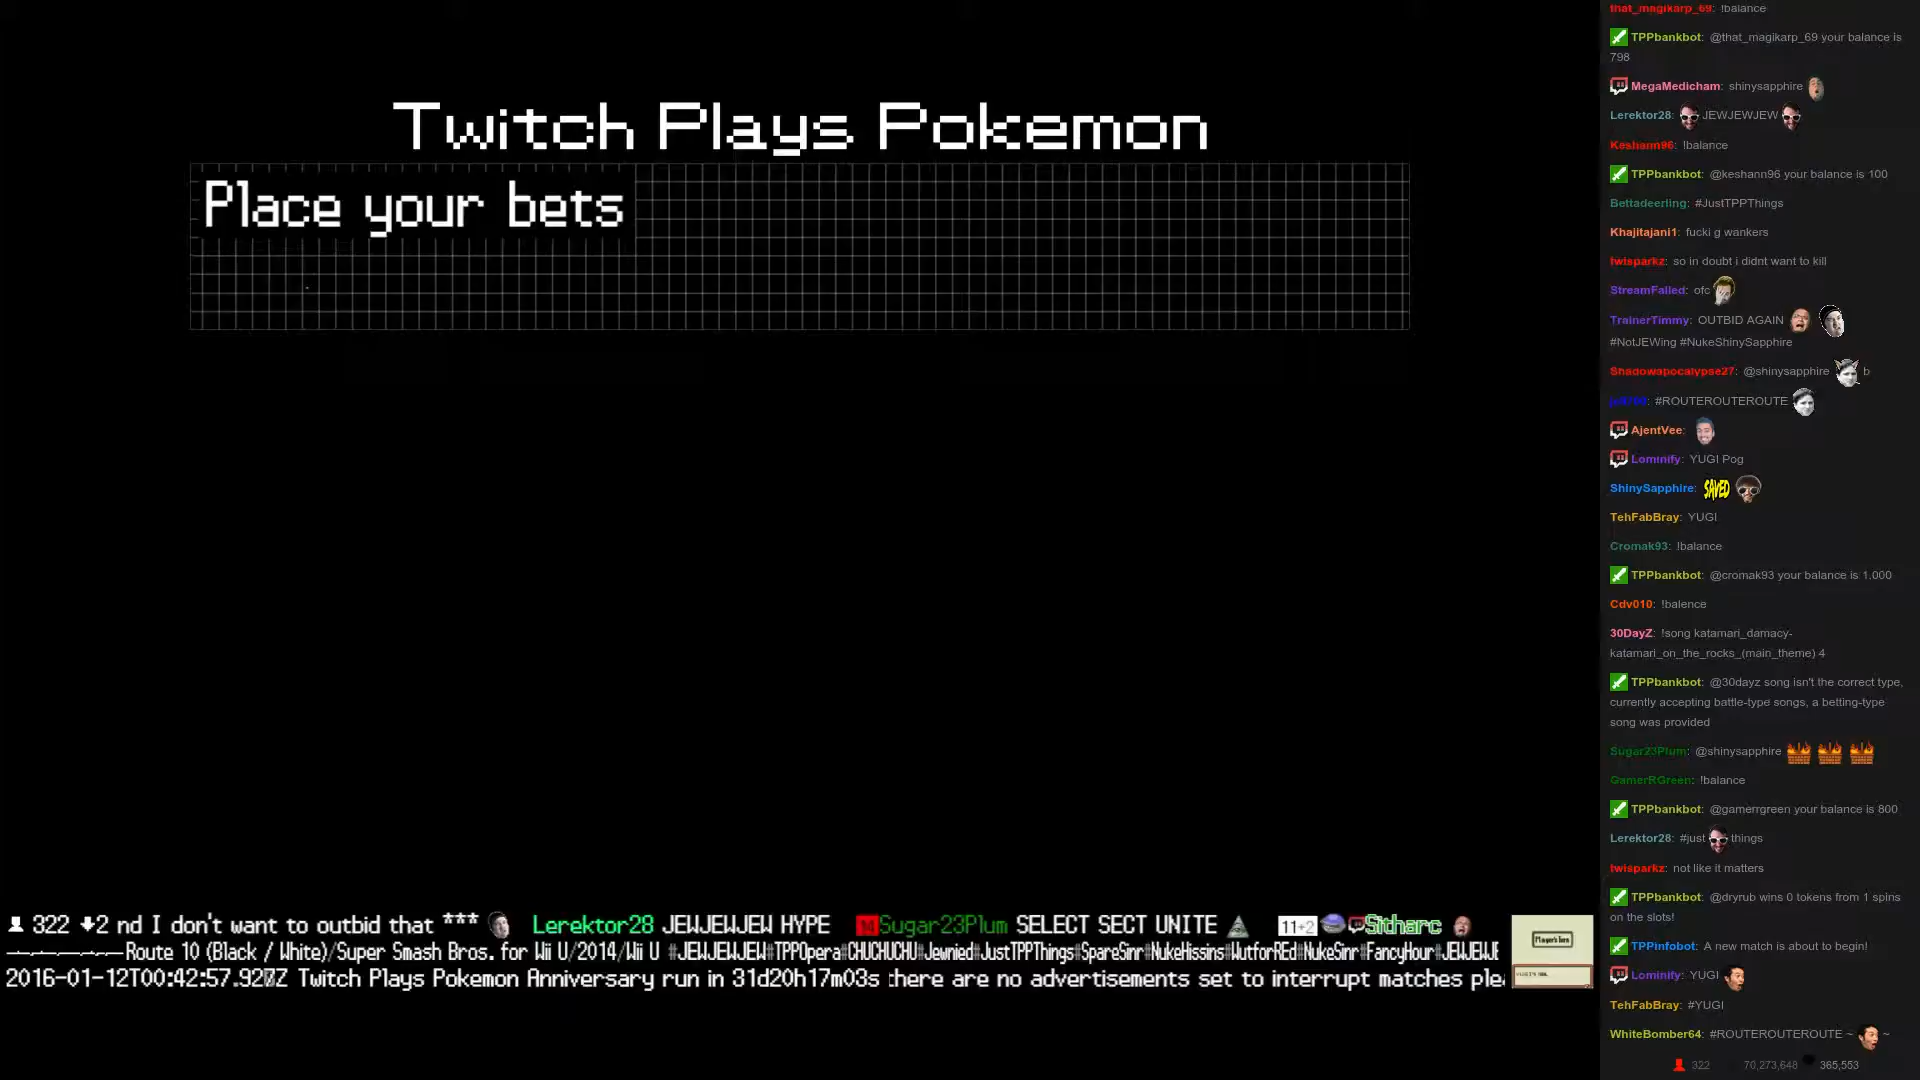 Twitch Plays Pokemon
Place your bets
322 2 nd I don't want to outbid that *** Lerektor28 JEWJEWJEW HYPE Sugar23Plum SELECT SECT UNITE 11+2 Sitharc
Route 10 (Black / White)/Super Smash Bros. for Wii U/2014/Wii U #JEWJEWJEW#TPPOpera#CHUCHUCHU#Jewnied#JustTPPThings#SpareSinr#NukeHissins#WutforREd#NukeSinr#FancyHour#JEWJEWJE
2016-01-12T00:42:57.920Z Twitch Plays Pokemon Anniversary run in 31d20h17m03s there are no advertisements set to interrupt matches ple
that_magikarp_69: !balance
TPPbankbot: @that_magikarp_69 your balance is
798
MegaMedicham: shinysapphire
Lerektor28: JEWJEWJEW
Keshann96: !balance
TPPbankbot: @keshann96 your balance is 100
Bettadeerling: #JustTPPThings
Khajitajani1: fucki g wankers
twisparkz: so in doubt i didnt want to kill
StreamFailed: ofc
TrainerTimmy: OUTBID AGAIN
#NotJEWing #NukeShinySapphire
Shadowapocalypse27: @shinysapphire b
#ROUTEROUTEROUTE
AjentVee:
Lominify: YUGI Pog
ShinySapphire: SAVED
TehFabBray: YUGI
Cromak93: !balance
TPPbankbot: @cromak93 your balance is 1.000
Cdv010: !balence
30DayZ: !song katamari_damacy-
katamari_on_the_rocks_(main_theme) 4
TPPbankbot: @30dayz song isn't the correct type,
currently accepting battle-type songs, a betting-type
song was provided
Sugar23Plum: @shinysapphire
GamerRGreen: !balance
TPPbankbot: @gamerrgreen your balance is 800
Lerektor28: #just things
twisparkz: not like it matters
TPPbankbot: @dryrub wins 0 tokens from 1 spins
on the slots!
TPPinfobot: A new match is about to begin!
Lominify: YUGI
TehFabBray: #YUGI
WhiteBomber64: #ROUTEROUTEROUTE ~ ~
322 70,273,648 365,553